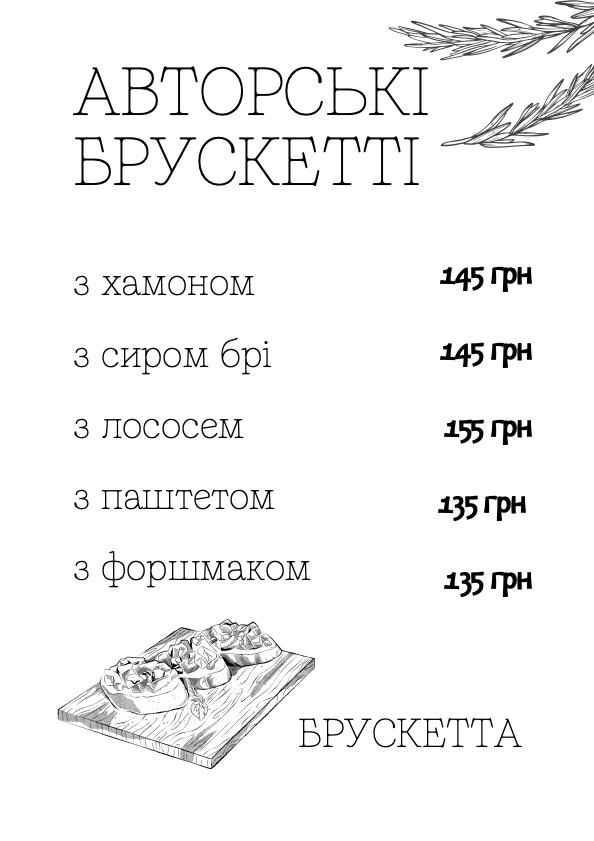 АВТОРСЬКІ
БРУСКЕТТІ
з хамоном 145 грн
з сиром брі 145 грн
з лососем 155 грн
з паштетом 135 грн
з форшмаком 135 грн
БРУСКЕТТА